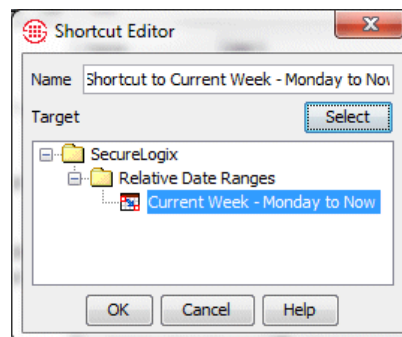 Shortcut Editor
Name Shortcut to Current Week - Monday to Nov
Target Select
SecureLogix
Relative Date Ranges
Current Week - Monday to Now
OK Cancel Help